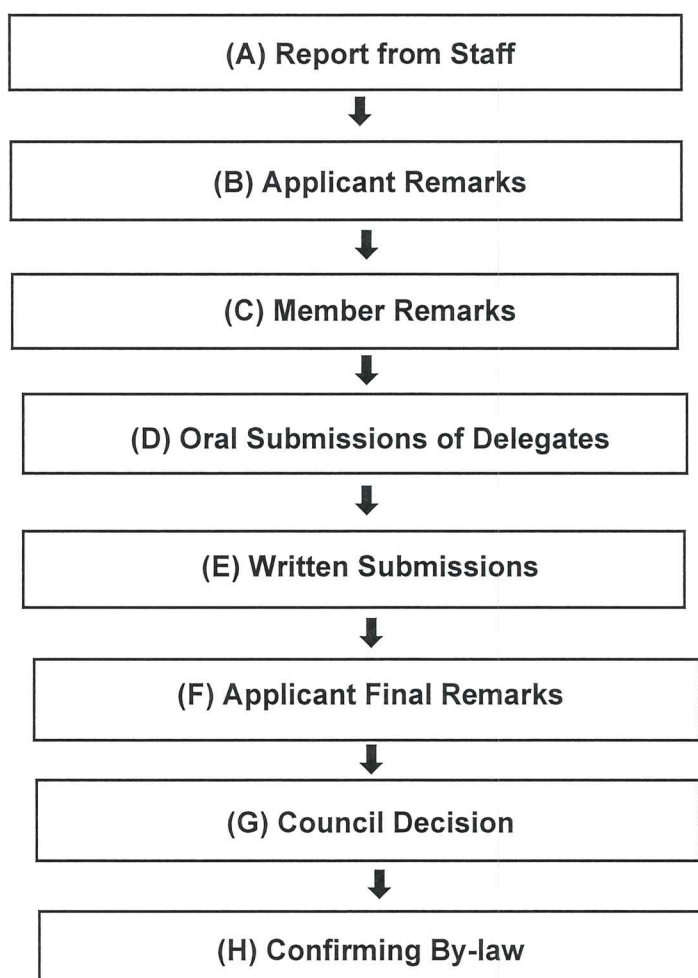 (A) Report from Staff
(B) Applicant Remarks
(C) Member Remarks
(D) Oral Submissions of Delegates
(E) Written Submissions
(F) Applicant Final Remarks
(G) Council Decision
(H) Confirming By-law